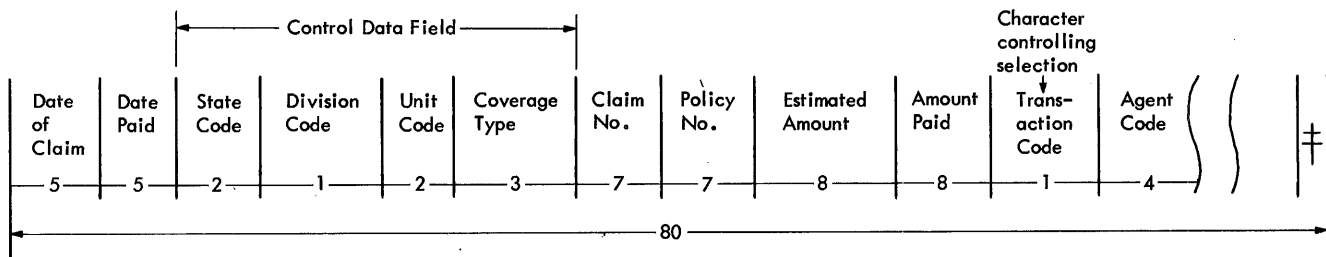 Control Data Field
Character
controlling
selection
Date
of
Claim
Date
Paid
State
Code
Division
Code
Unit
Code
Coverage
Type
Claim
No.
Policy
No.
Estimated
Amount
Amount
Paid
Trans-
action
Code
Agent
Code
‡
5
5
2
1
2
3
7
7
8
8
1
4
80